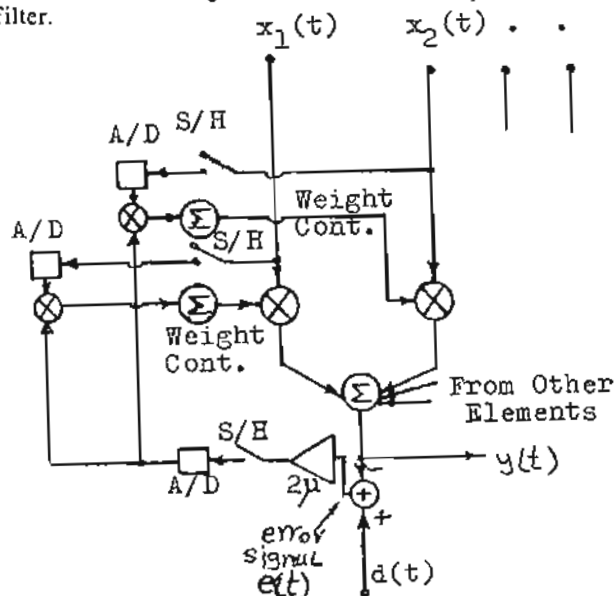 filter.
x₁(t)
x₂(t) . .
S/H
A/D
Weight
Cont.
Σ
A/D
S/H
Σ
Weight
Cont.
Σ
From Other
Elements
S/H
y(t)
A/D
2μ
+
error
signal
e(t)
d(t)